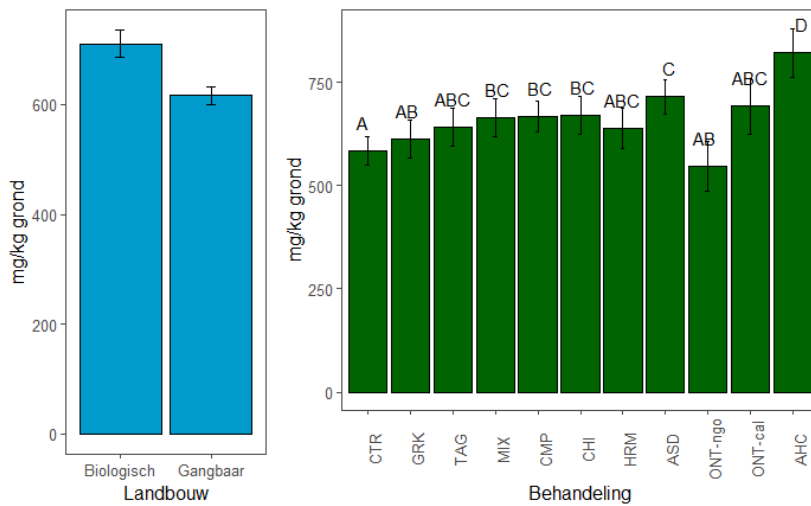 mg/kg grond
600
400
200
0
Biologisch Gangbaar
Landbouw
mg/kg grond
750
500
250
0
A AB ABC BC BC BC ABC C AB ABC D
CTR GRK TAG MIX CMP CHI HRM ASD ONT-ngo ONT-cal AHC
Behandeling